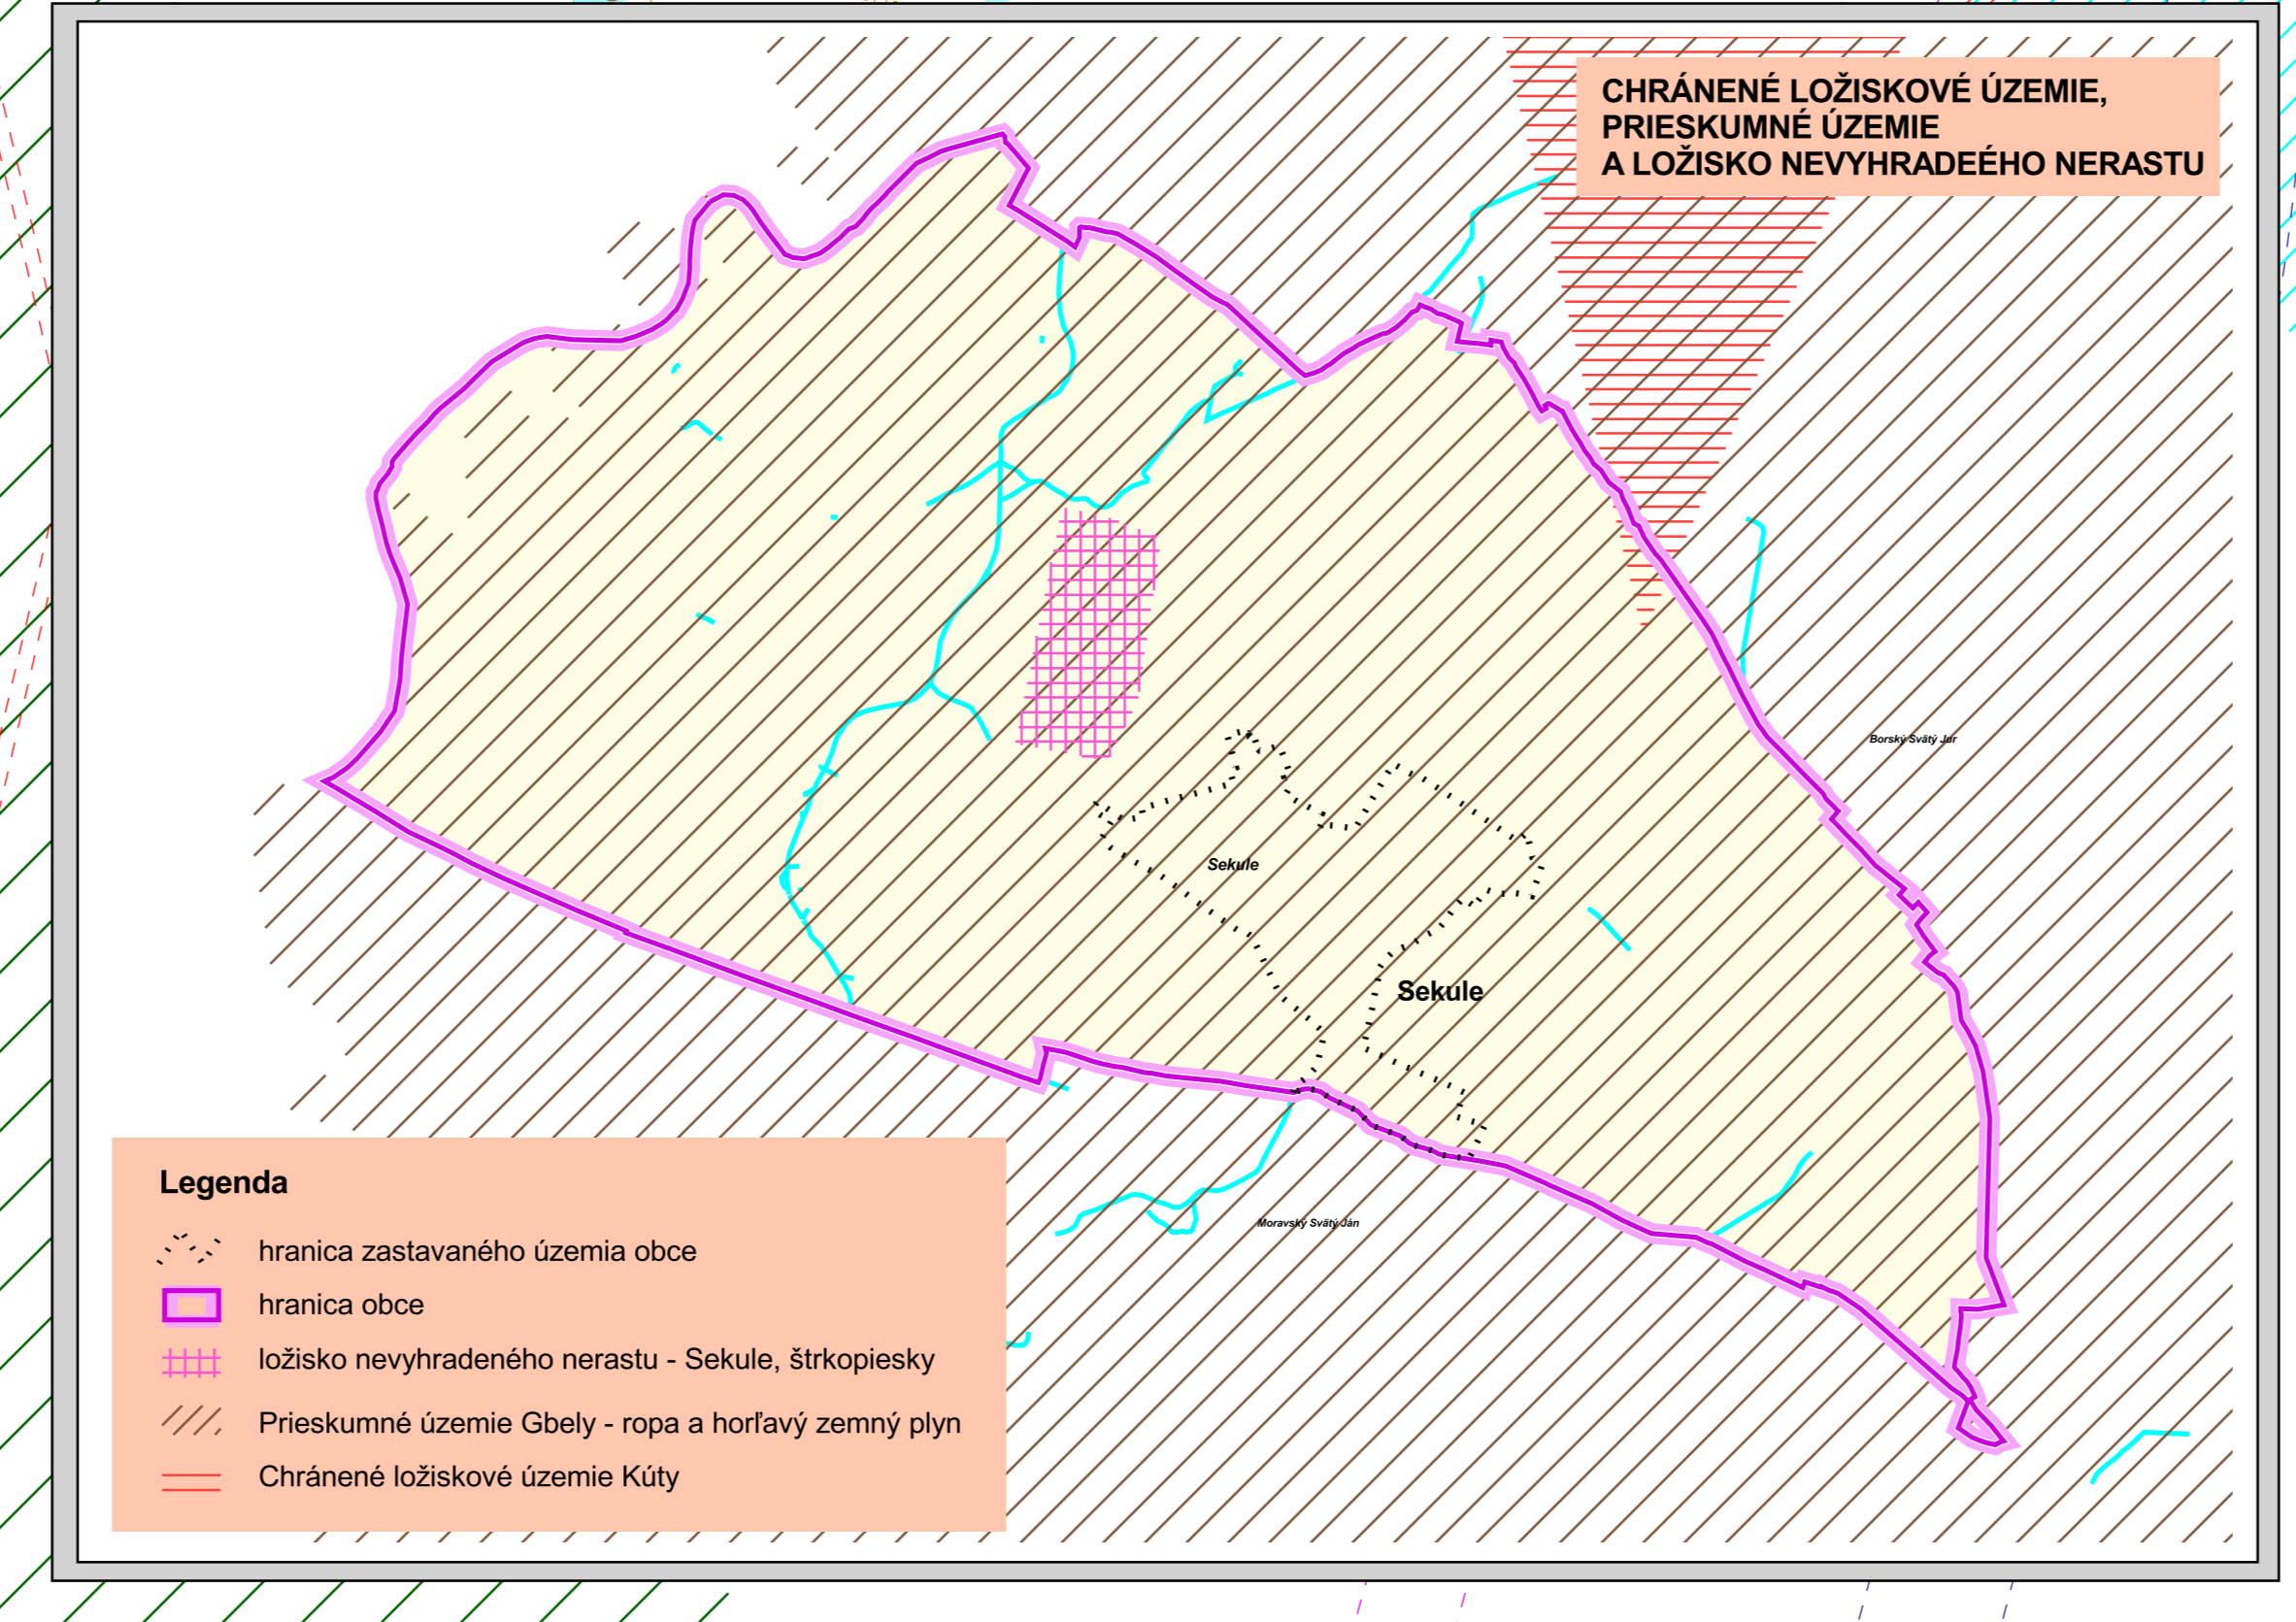 CHRÁNENÉ LOŽISKOVÉ ÚZEMIE,
PRIESKUMNÉ ÚZEMIE
A LOŽISKO NEVYHRADEÉHO NERASTU
Borský Svätý Jur
Sekule
Sekule
Moravský Svätý Ján
Legenda
hranica zastavaného územia obce
hranica obce
ložisko nevyhradeného nerastu - Sekule, štrkopiesky
Prieskumné územie Gbely - ropa a horľavý zemný plyn
Chránené ložiskové územie Kúty